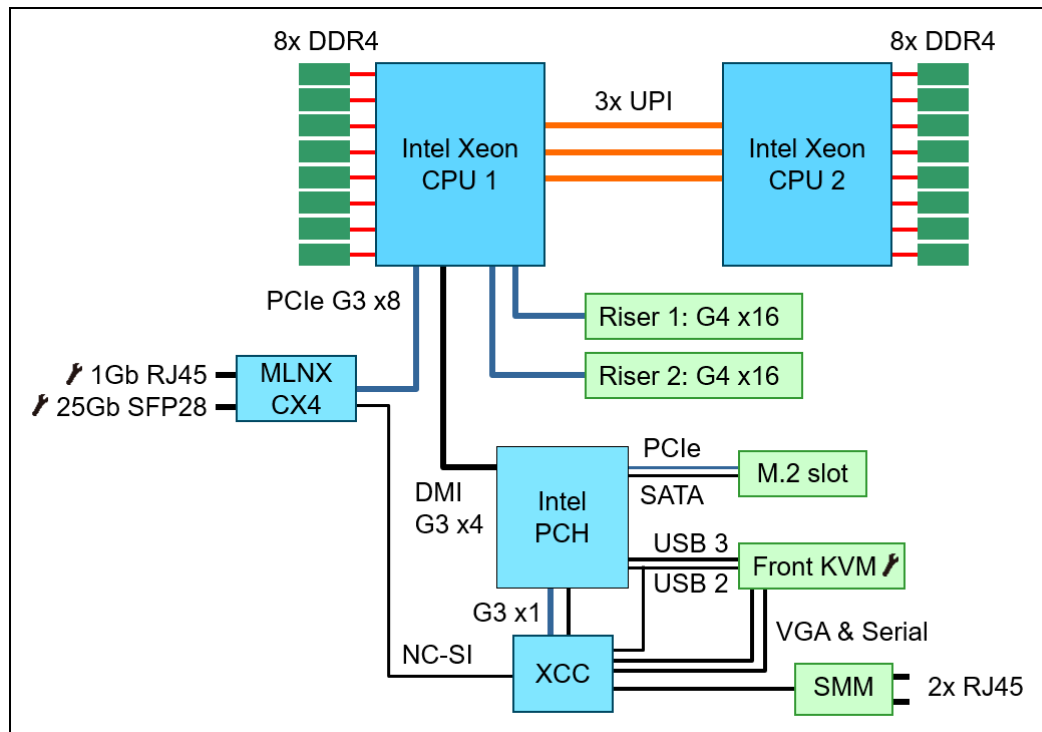 8x DDR4
8x DDR4
3x UPI
Intel Xeon
CPU 1
Intel Xeon
CPU 2
PCIe G3 x8
Riser 1: G4 x16
1Gb RJ45
MLNX
CX4
Riser 2: G4 x16
25Gb SFP28
PCIe
M.2 slot
SATA
DMI
G3 x4
Intel
PCH
USB 3
Front KVM
USB 2
G3 x1
VGA & Serial
NC-SI
XCC
SMM
2x RJ45